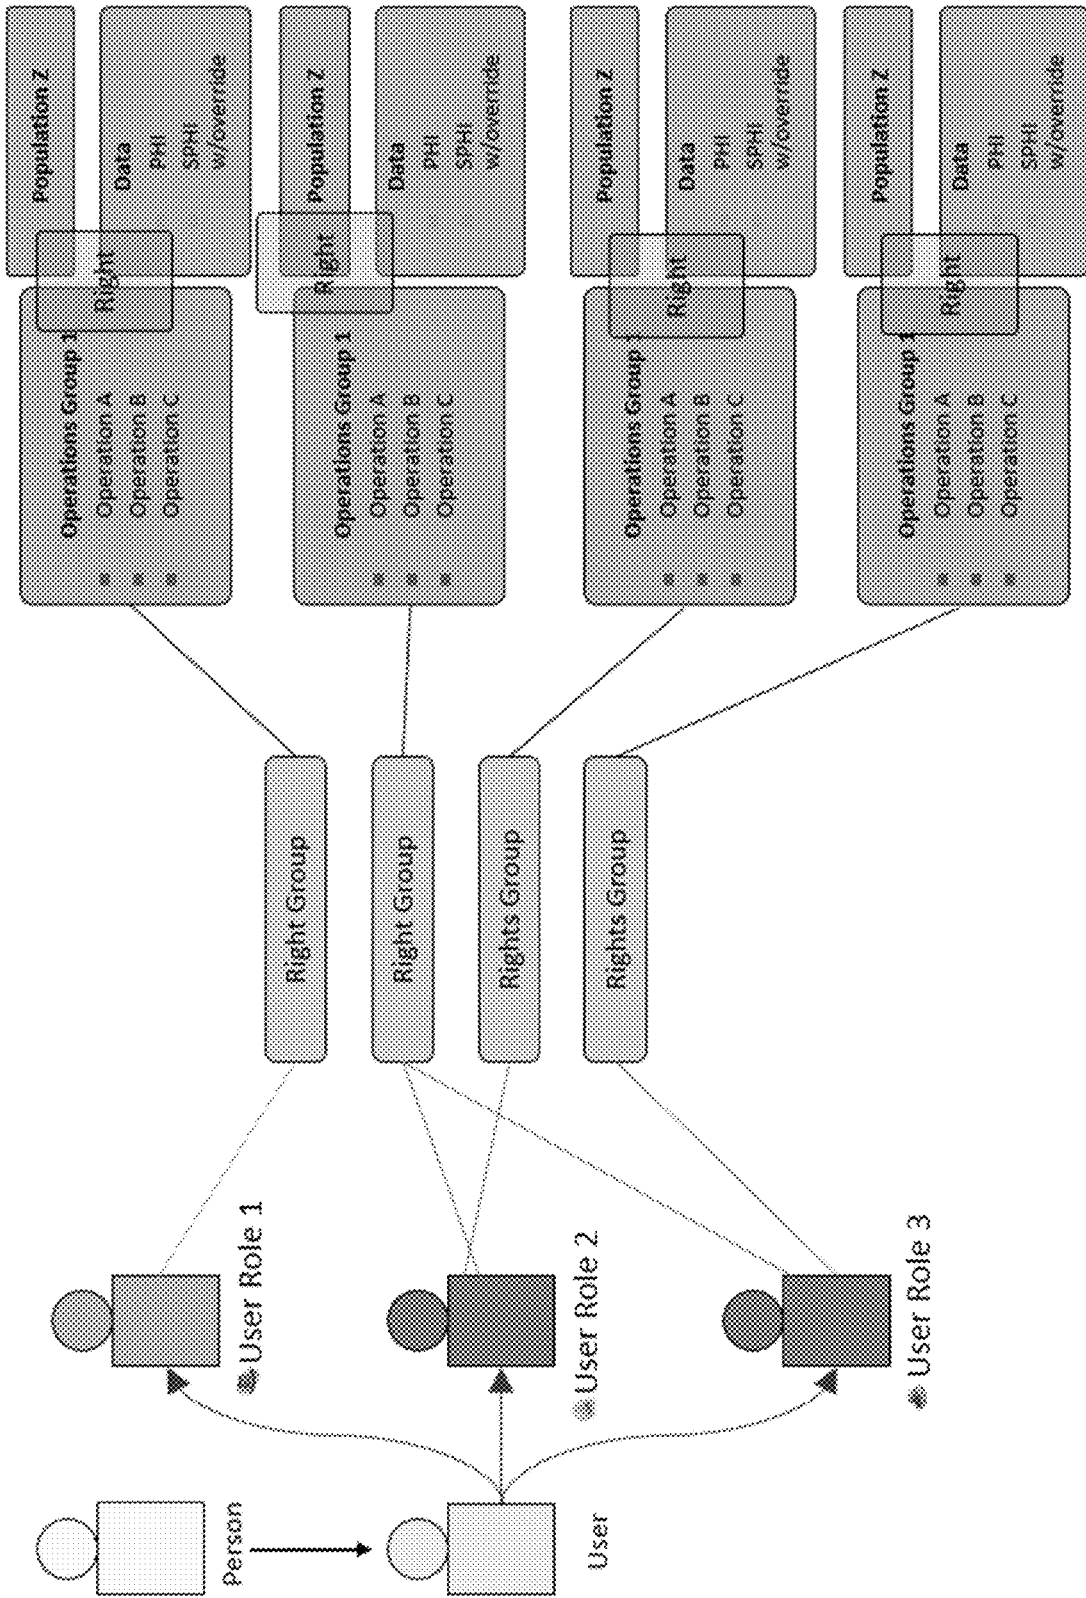 Person
User
User Role 1
User Role 2
User Role 3
Right Group
Right Group
Rights Group
Rights Group
Operations Group 1
Operation A
Operation B
Operation C
Right
Population Z
Data
PHI
SPHI
w/override
Operations Group 1
Operation A
Operation B
Operation C
Right
Population Z
Data
PHI
SPHI
w/override
Operations Group 1
Operation A
Operation B
Operation C
Right
Population Z
Data
PHI
SPHI
w/override
Operations Group 1
Operation A
Operation B
Operation C
Right
Population Z
Data
PHI
SPHI
w/override